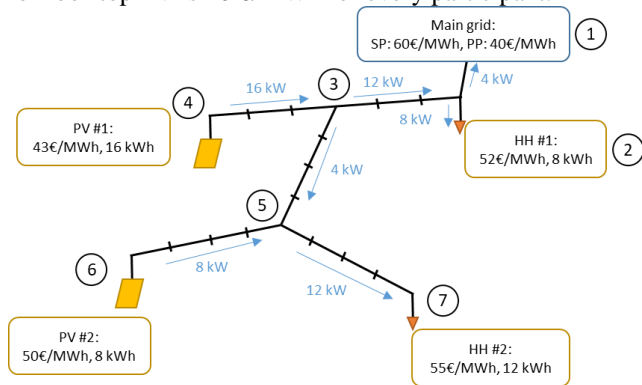 Main grid:
SP: 60€/MWh, PP: 40€/MWh
1
16 kW
3
12 kW
4 kW
4
8 kW
PV #1:
43€/MWh, 16 kWh
HH #1:
52€/MWh, 8 kWh
2
4 kW
5
8 kW
6
12 kW
7
PV #2:
50€/MWh, 8 kWh
HH #2:
55€/MWh, 12 kWh